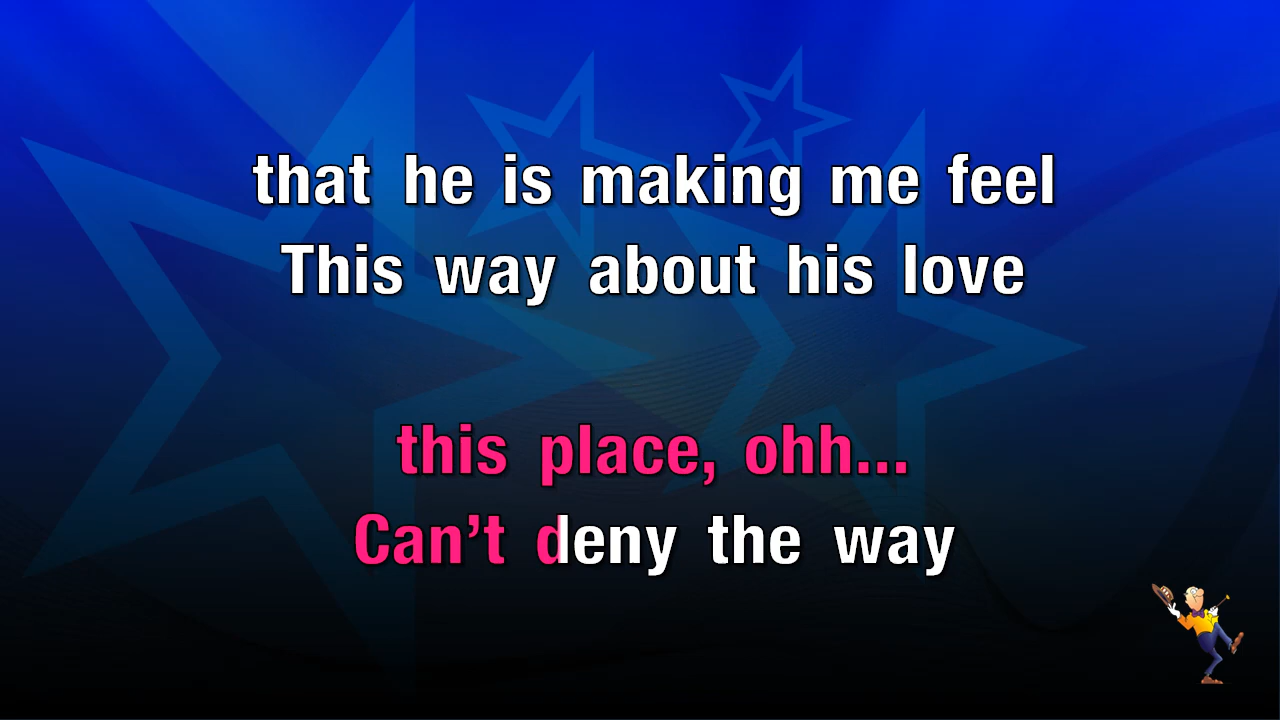 that he is making me feel
This way about his love
this place, ohh...
Can't deny the way